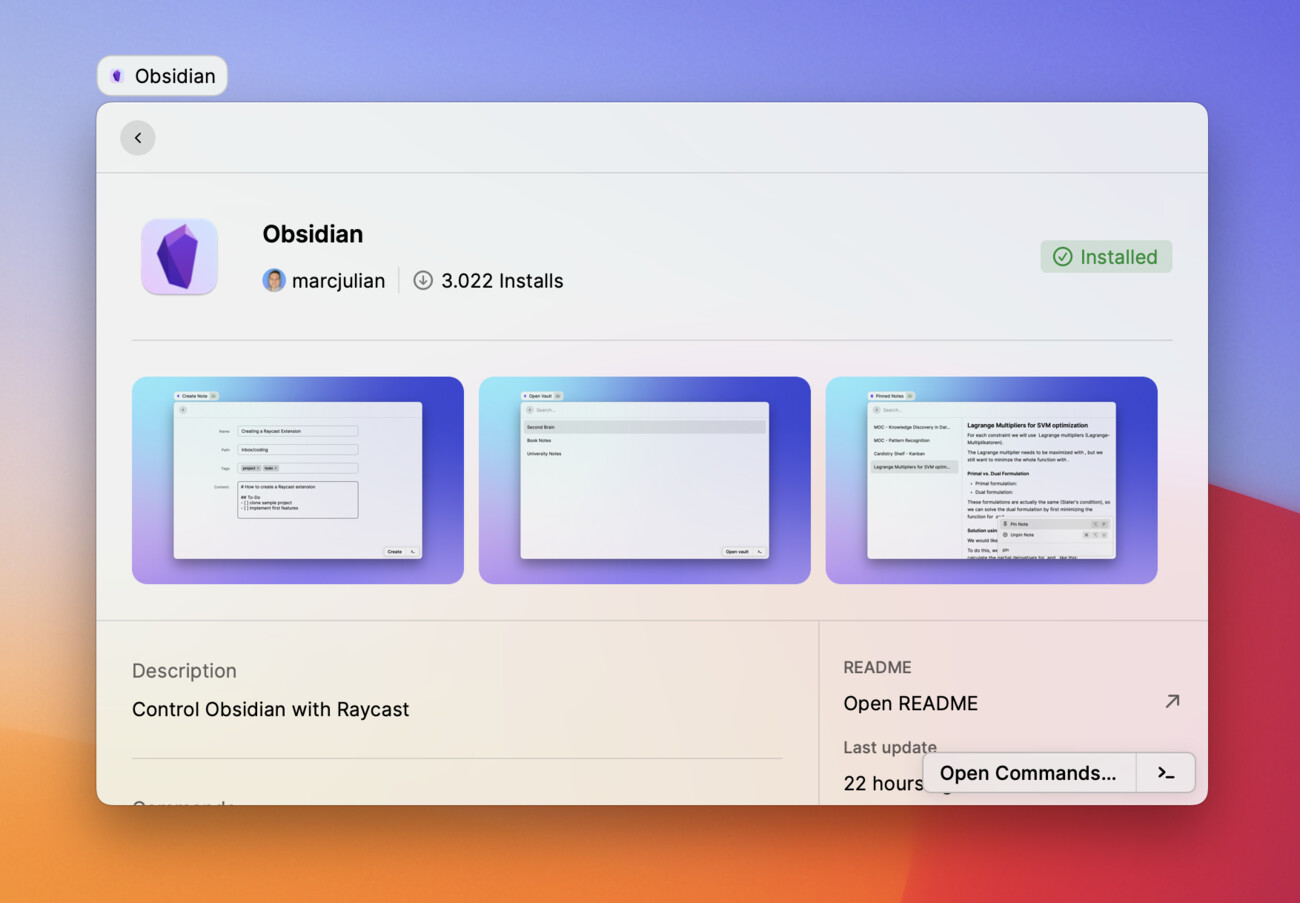 Obsidian
Obsidian
marcjulian
3.022 Installs
Installed
Create Note
Name
Creating a Raycast Extension
Path
inbox/coding
Tags
project
todo
Content
# How to create a Raycast extension
## To-Do
- [ ] clone sample project
- [ ] implement first features
Create
Open Vault
Search...
Second Brain
Book Notes
University Notes
Open vault
Pinned Notes
Search...
MOC - Knowledge Discovery in Dat...
MOC - Pattern Recognition
Cardistry Shelf - Kanban
Lagrange Multipliers for SVM optim...
Lagrange Multipliers for SVM optimization
For each constraint we will use Lagrange multipliers (Lagrange-
Multiplikatoren).
The Lagrange multiplier needs to be maximized with , but we
still want to minimize the whole function with .
Primal vs. Dual Formulation
• Primal formulation:
• Dual formulation:
These formulations are actually the same (Slater's condition), so
we can solve the dual formulation by first minimizing the
function for and
Pin Note
Solution using
Unpin Note
We would like
To do this, we
pin
calculate the partial derivatives for and like this:
Description
Control Obsidian with Raycast
README
Open README
Last update
22 hours
Open Commands...